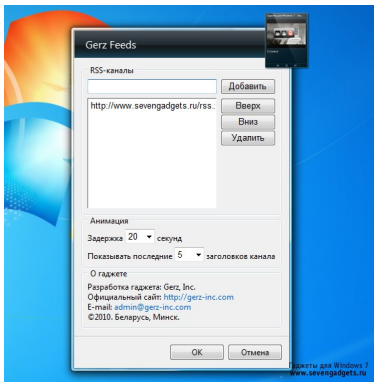 Gerz Feeds
RSS-каналы
Добавить
http://www.sevengadgets.ru/rss.
Вверх
Вниз
Удалить
Анимация
Задержка 20 секунд
Показывать последние 5 заголовков канала
О гаджете
Разработка гаджета: Gerz, Inc.
Официальный сайт: http://gerz-inc.com
E-mail: admin@gerz-inc.com
©2010. Беларусь, Минск.
OK
Отмена
Гаджеты для Windows 7
www.sevengadgets.ru